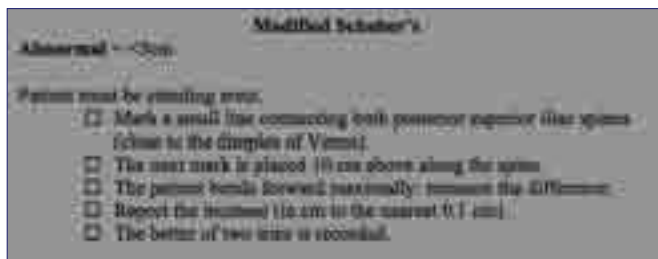 Modified Schober's
Abnormal - <5cm
Patient must be standing erect.
☐ Mark a small line connecting both posterior superior iliac spines
(close to the dimples of Venus).
☐ The next mark is placed 10 cm above along the spine.
☐ The patient bends forward maximally: measure the difference.
☐ Report the increase (in cm to the nearest 0.1 cm).
☐ The better of two tries is recorded.